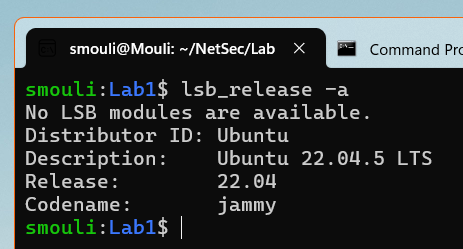 smouli@Mouli: ~/NetSec/Lab
Command Pro
smouli:Lab1$ lsb_release -a
No LSB modules are available.
Distributor ID: Ubuntu
Description:    Ubuntu 22.04.5 LTS
Release:        22.04
Codename:       jammy
smouli:Lab1$